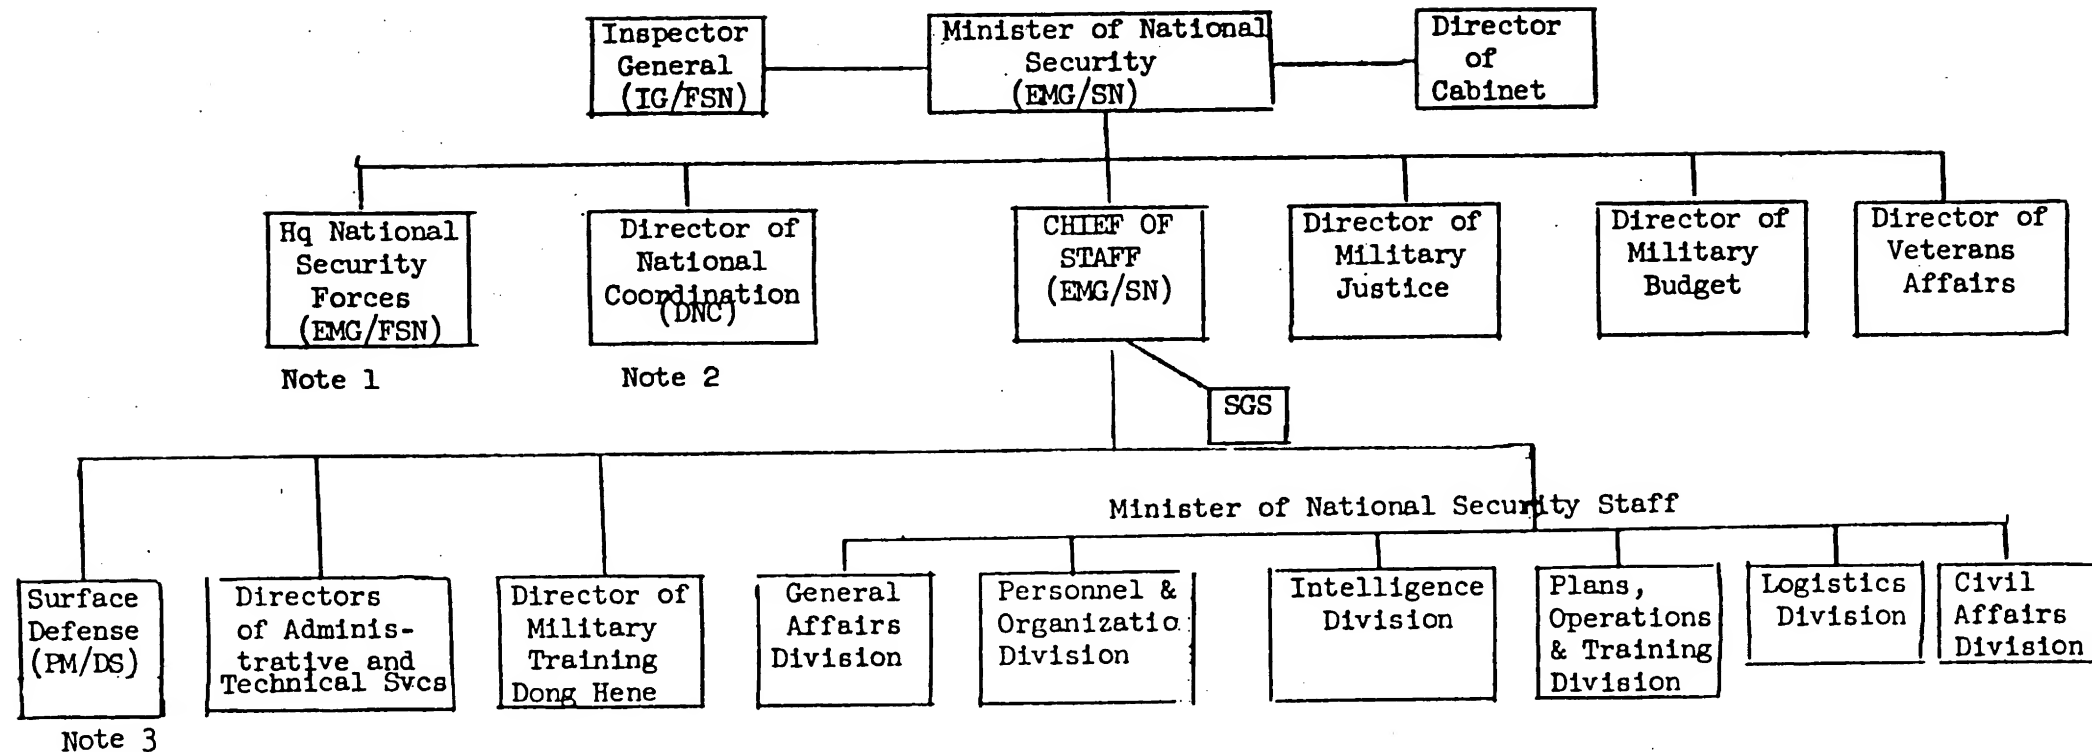 Inspector
General
(IG/FSN)
Minister of National
Security
(EMG/SN)
Director
of
Cabinet
Hq National
Security
Forces
(EMG/FSN)
Note 1
Director of
National
Coordination
(DNC)
Note 2
CHIEF OF
STAFF
(EMG/SN)
Director of
Military
Justice
Director of
Military
Budget
Director of
Veterans
Affairs
SGS
Minister of National Security Staff
Surface
Defense
(PM/DS)
Note 3
Directors
of Adminis-
trative and
Technical Svcs
Director of
Military
Training
Dong Hene
General
Affairs
Division
Personnel &
Organizatio
Division
Intelligence
Division
Plans,
Operations
& Training
Division
Logistics
Division
Civil
Affairs
Division